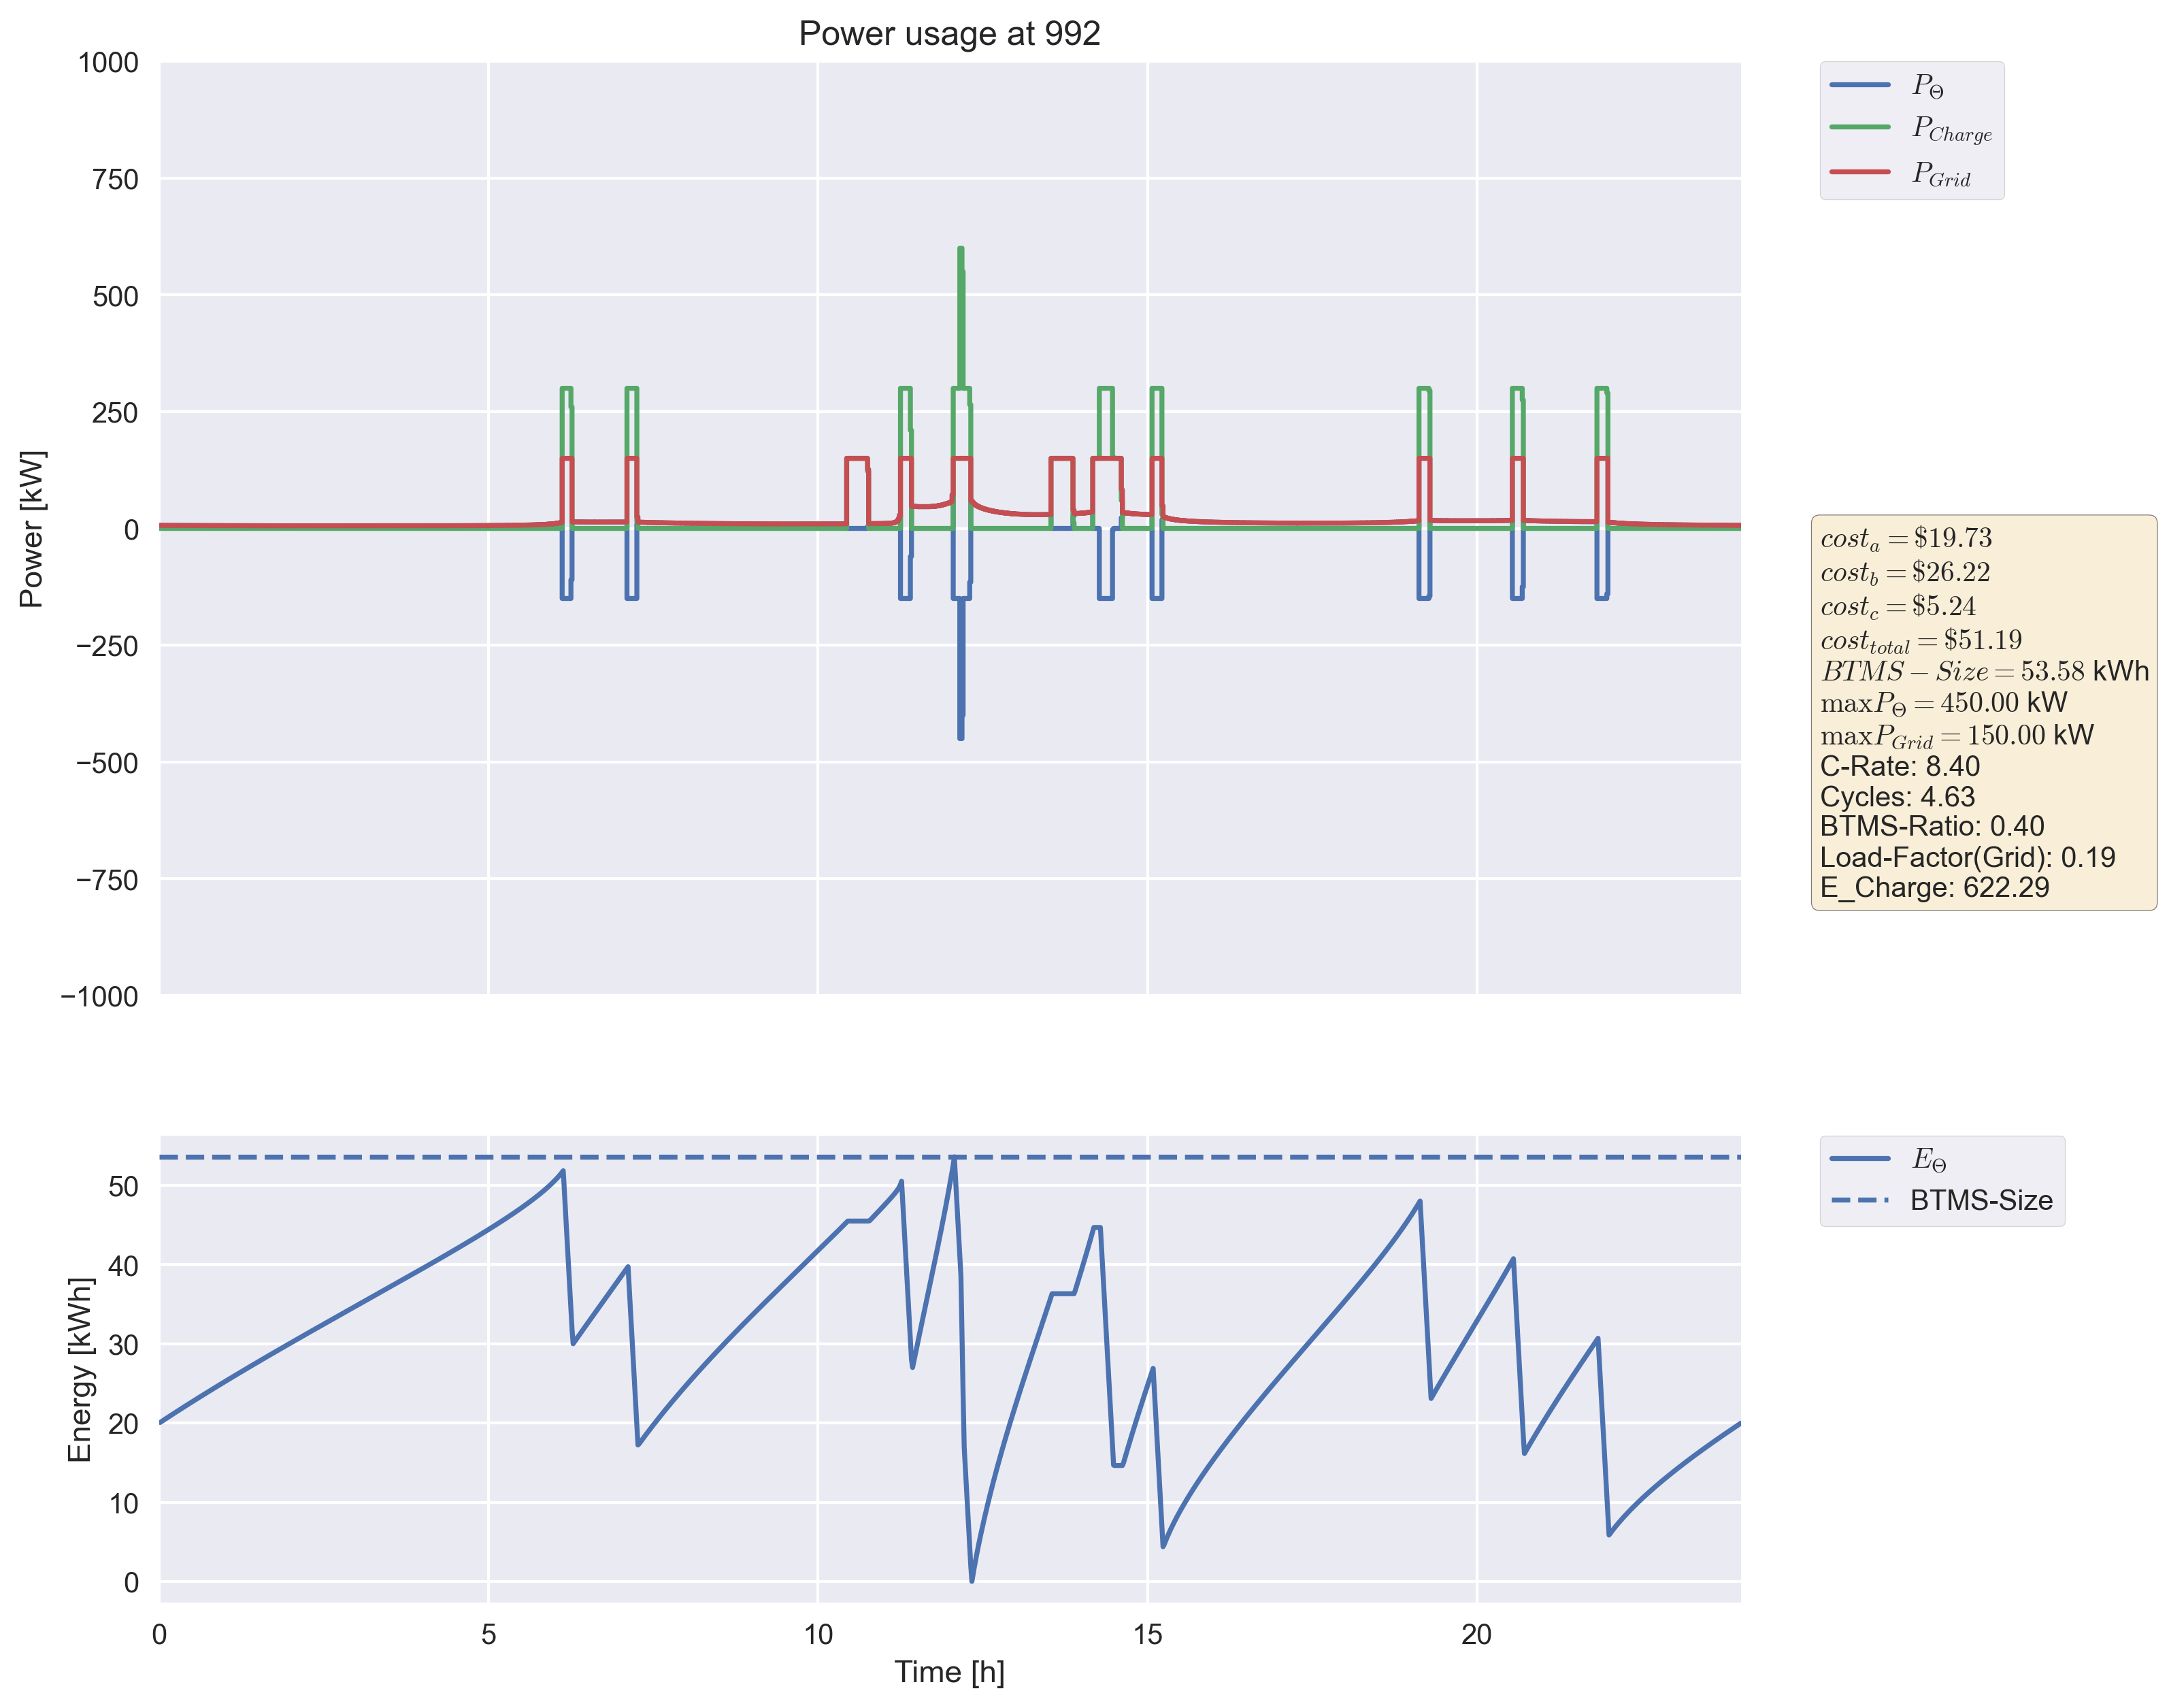 Power usage at 992
1000
750
500
250
0
−250
−500
−750
−1000
Power [kW]
P_Θ
P_Charge
P_Grid
cost_a = $19.73
cost_b = $26.22
cost_c = $5.24
cost_total = $51.19
BTMS − Size = 53.58 kWh
maxP_Θ = 450.00 kW
maxP_Grid = 150.00 kW
C-Rate: 8.40
Cycles: 4.63
BTMS-Ratio: 0.40
Load-Factor(Grid): 0.19
E_Charge: 622.29
50
40
30
20
10
0
Energy [kWh]
E_Θ
BTMS-Size
0 5 10 15 20
Time [h]